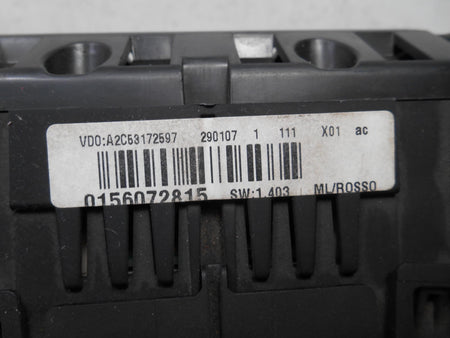 VDO:A2C53172597 290107 1 111 X01 ac
0156072815 SW:1.403 ML/ROSSO